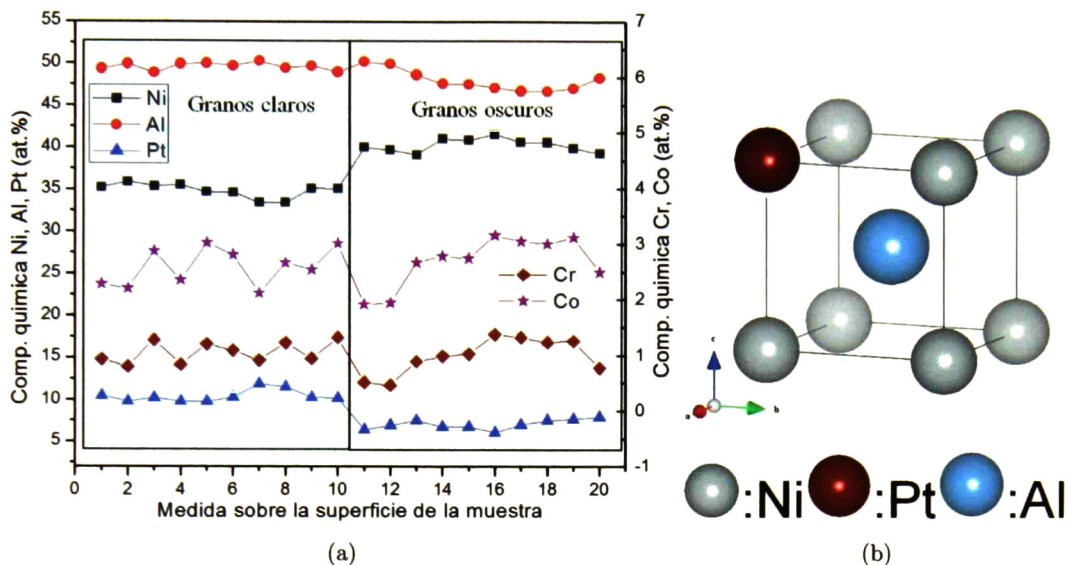 55
50
45
40
35
30
25
20
15
10
5
Comp. quimica Ni, Al, Pt (at.%)
Granos claros
Granos oscuros
Ni
Al
Pt
Cr
Co
7
6
5
4
3
2
1
0
-1
Comp. quimica Cr, Co (at.%)
0 2 4 6 8 10 12 14 16 18 20
Medida sobre la superficie de la muestra
(a)
c
a
b
:Ni :Pt :Al
(b)